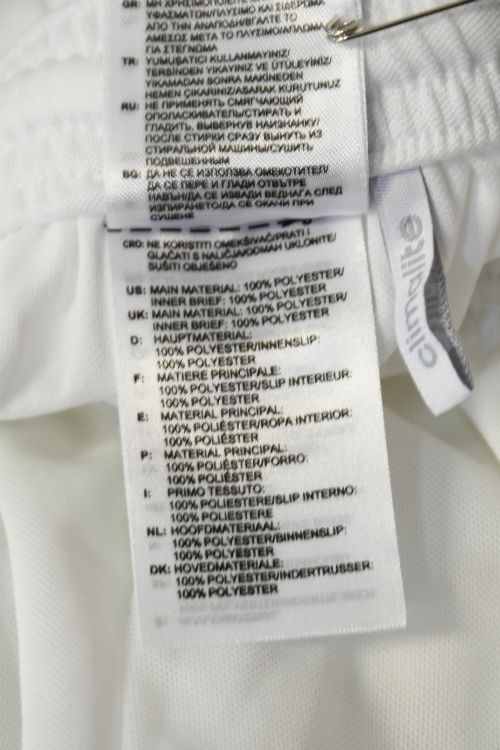 GR: ΜΗ ΧΡΗΣΙΜΟΠΟΙΕΙΤΕ
ΥΦΑΣΜΑΤΩΝ/ΠΛΥΣΙΜΟ ΚΑΙ ΣΙΔΕΡΩΜΑ
ΑΠΟ ΤΗΝ ΑΝΑΠΟΔΗ/ΒΓΑΛΤΕ ΤΟ
ΑΜΕΣΩΣ ΜΕΤΑ ΤΟ ΠΛΥΣΙΜΟ/ΑΠΛΩΜΑ
ΓΙΑ ΣΤΕΓΝΩΜΑ
TR: YUMUŞATICI KULLANMAYINIZ/
TERSİNDEN YIKAYINIZ VE ÜTÜLEYİNİZ/
YIKAMADAN SONRA MAKİNEDEN
HEMEN ÇIKARINIZ/ASARAK KURUTUNUZ
RU: НЕ ПРИМЕНЯТЬ СМЯГЧАЮЩИЙ
ОПОЛАСКИВАТЕЛЬ/СТИРАТЬ И
ГЛАДИТЬ, ВЫВЕРНУВ НАИЗНАНКУ/
ПОСЛЕ СТИРКИ СРАЗУ ВЫНУТЬ ИЗ
СТИРАЛЬНОЙ МАШИНЫ/СУШИТЬ
ПОДВЕШЕННЫМ
BG: ДА НЕ СЕ ИЗПОЛЗВА ОМЕКОТИТЕЛ/
ДА СЕ ПЕРЕ И ГЛАДИ ОТВЪТРЕ
НАВЪН/ДА СЕ ИЗВАДИ ВЕДНАГА СЛЕД
ИЗПИРАНЕТО/ДА СЕ ОКАЧИ ПРИ
СУШЕНЕ
CRO: NE KORISTITI OMEKŠIVAČ/PRATI I
GLAČATI S NALIČJA/ODMAH UKLONITE/
SUŠITI OBJEŠENO
US: MAIN MATERIAL: 100% POLYESTER/
INNER BRIEF: 100% POLYESTER
UK: MAIN MATERIAL: 100% POLYESTER/
INNER BRIEF: 100% POLYESTER
D: HAUPTMATERIAL:
100% POLYESTER/INNENSLIP:
100% POLYESTER
F: MATIERE PRINCIPALE:
100% POLYESTER/SLIP INTERIEUR:
100% POLYESTER
E: MATERIAL PRINCIPAL:
100% POLIÉSTER/ROPA INTERIOR:
100% POLIÉSTER
P: MATERIAL PRINCIPAL:
100% POLIÉSTER/FORRO:
100% POLIÉSTER
I: PRIMO TESSUTO:
100% POLIESTERE/SLIP INTERNO:
100% POLIESTERE
NL: HOOFDMATERIAAL:
100% POLYESTER/BINNENSLIP:
100% POLYESTER
DK: HOVEDMATERIALE:
100% POLYESTER/INDERTRUSSER:
100% POLYESTER
climalite